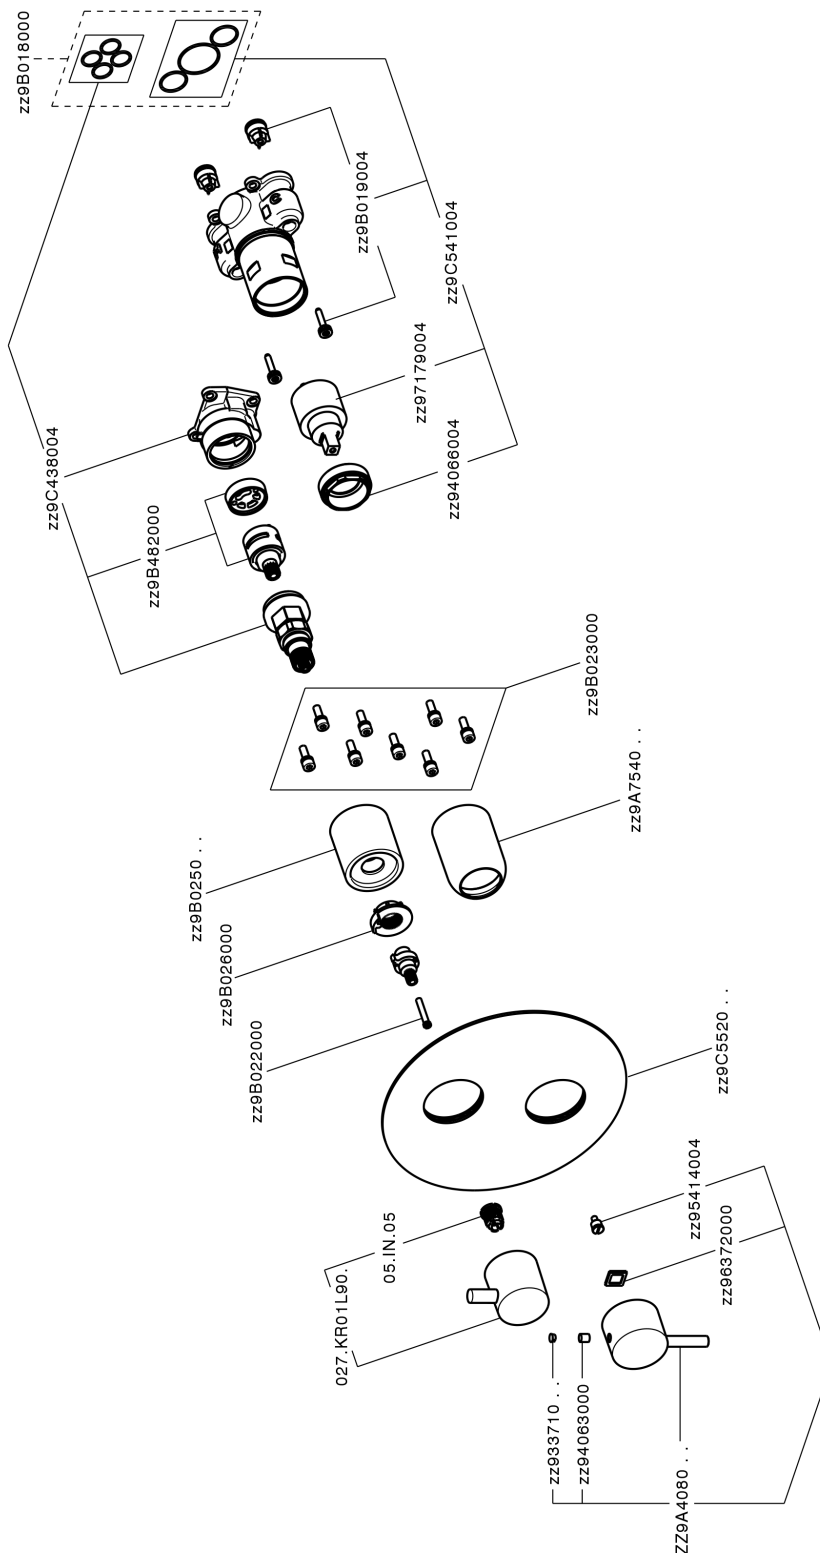 zz9B018000
zz9B019004
zz9C541004
zz97179004
zz94066004
zz9C438004
zz9B482000
zz9B023000
zz9A7540 . .
zz9B0250 . .
zz9B026000
zz9B022000
zz9C5520 . .
zz95414004
zz96372000
05.IN.05
027.KR01L90.
zz933710 . .
zz94063000
ZZ9A4080 . .